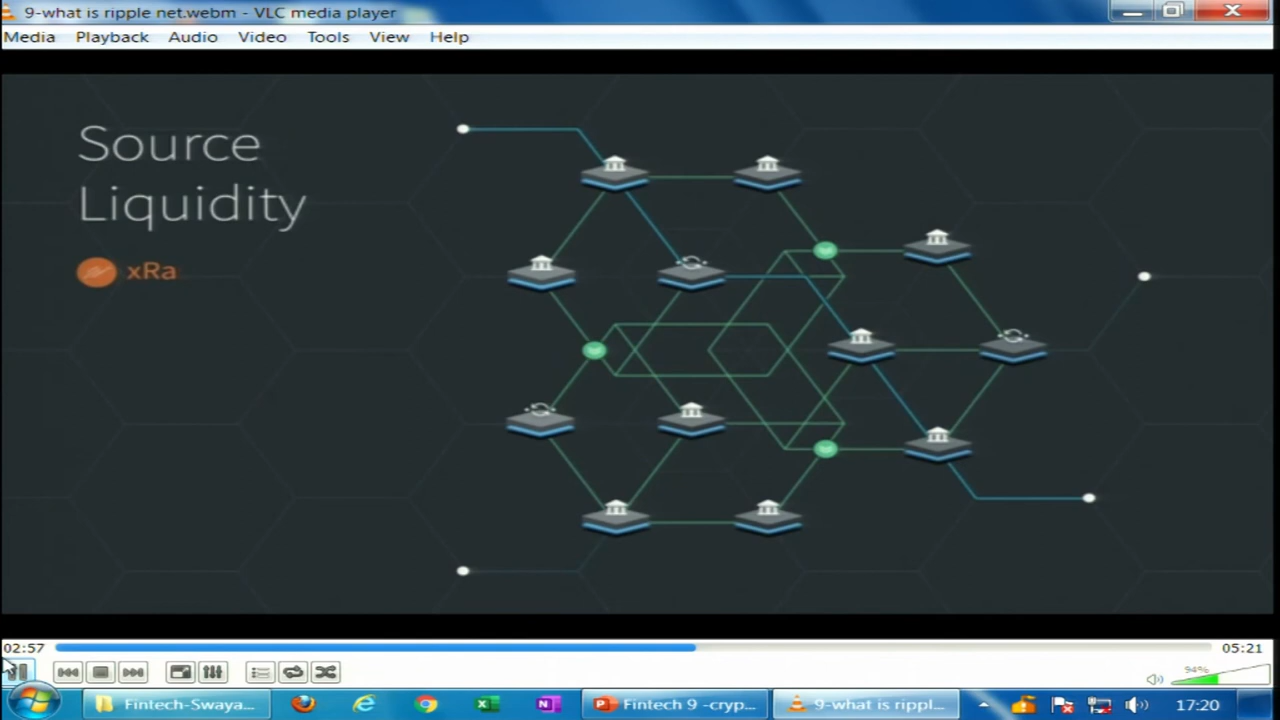 9-what is ripple net.webm - VLC media player
Media Playback Audio Video Tools View Help
Source
Liquidity
xRa
02:57
05:21
94%
Fintech-Swaya...
Fintech 9 -cryp...
9-what is rippl...
17:20